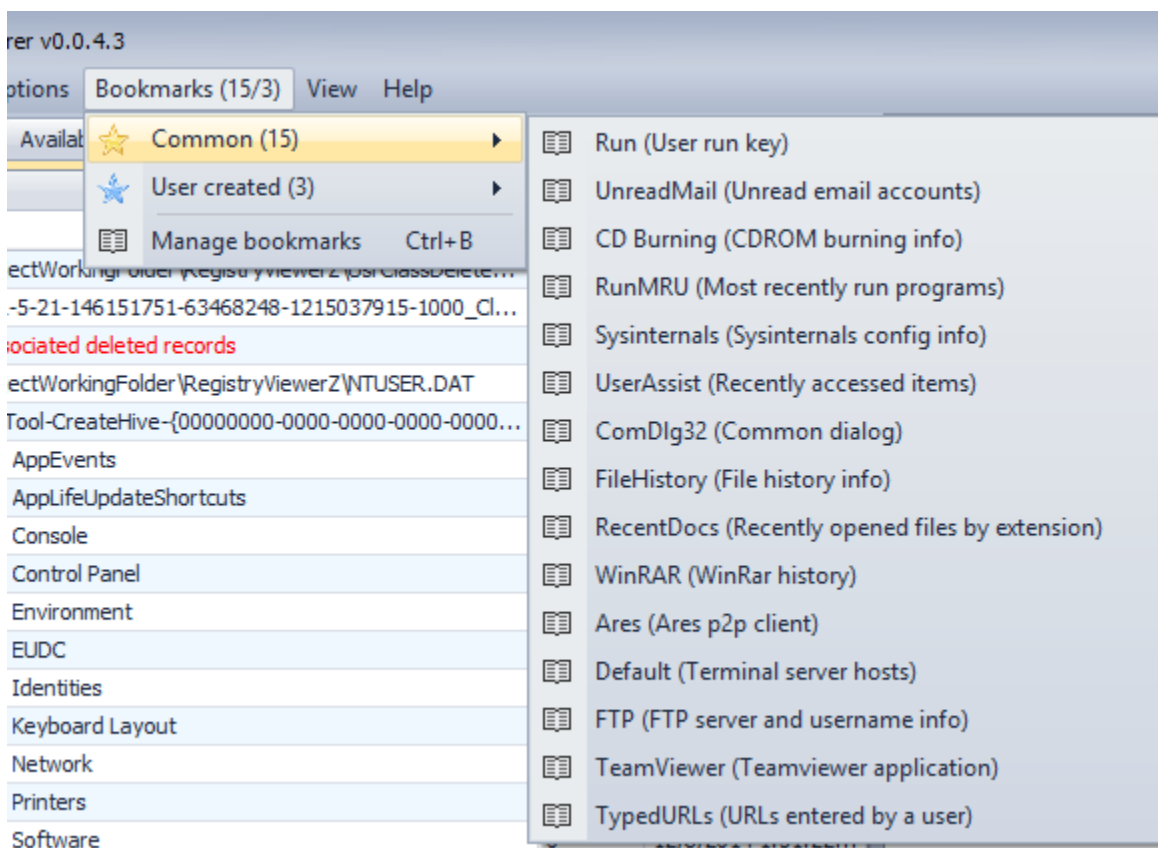 rer v0.0.4.3
ptions Bookmarks (15/3) View Help
Availab
Common (15)
User created (3)
Manage bookmarks Ctrl+B
Run (User run key)
UnreadMail (Unread email accounts)
CD Burning (CDROM burning info)
RunMRU (Most recently run programs)
Sysinternals (Sysinternals config info)
UserAssist (Recently accessed items)
ComDlg32 (Common dialog)
FileHistory (File history info)
RecentDocs (Recently opened files by extension)
WinRAR (WinRar history)
Ares (Ares p2p client)
Default (Terminal server hosts)
FTP (FTP server and username info)
TeamViewer (Teamviewer application)
TypedURLs (URLs entered by a user)
ectWorkingFolder\RegistryViewerZ\UsrClassDelete...
-5-21-146151751-63468248-1215037915-1000_Cl...
sociated deleted records
ectWorkingFolder\RegistryViewerZ\NTUSER.DAT
Tool-CreateHive-{00000000-0000-0000-0000-0000...
AppEvents
AppLifeUpdateShortcuts
Console
Control Panel
Environment
EUDC
Identities
Keyboard Layout
Network
Printers
Software